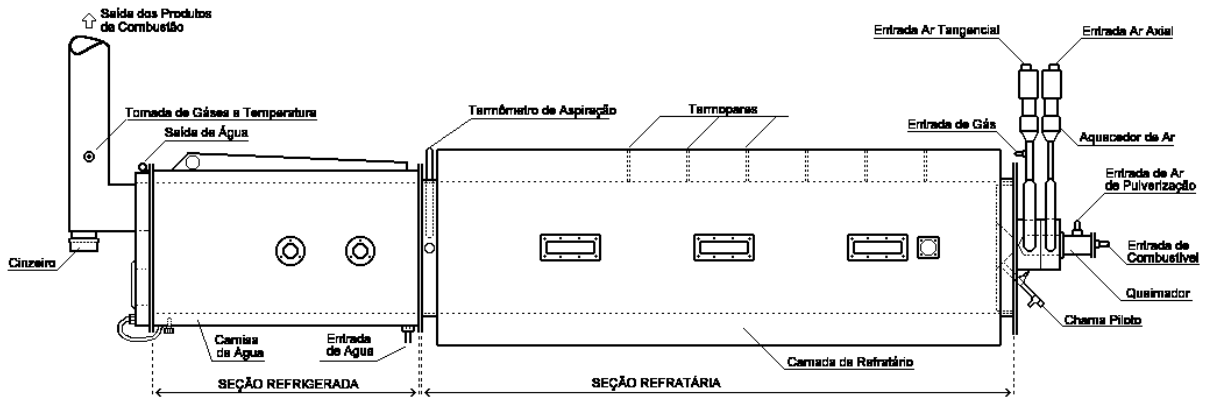 Saída dos Produtos
de Combustão
Entrada Ar Tangencial
Entrada Ar Axial
Tomada de Gáses e Temperatura
Saída de Água
Termômetro de Aspiração
Termopares
Entrada de Gás
Aquecedor de Ar
Entrada de Ar
de Pulverização
Entrada de
Combustível
Cinzeiro
Queimador
Chama Piloto
Camisa
de Água
Entrada
de Água
Camada de Refratário
SEÇÃO REFRIGERADA
SEÇÃO REFRATÁRIA